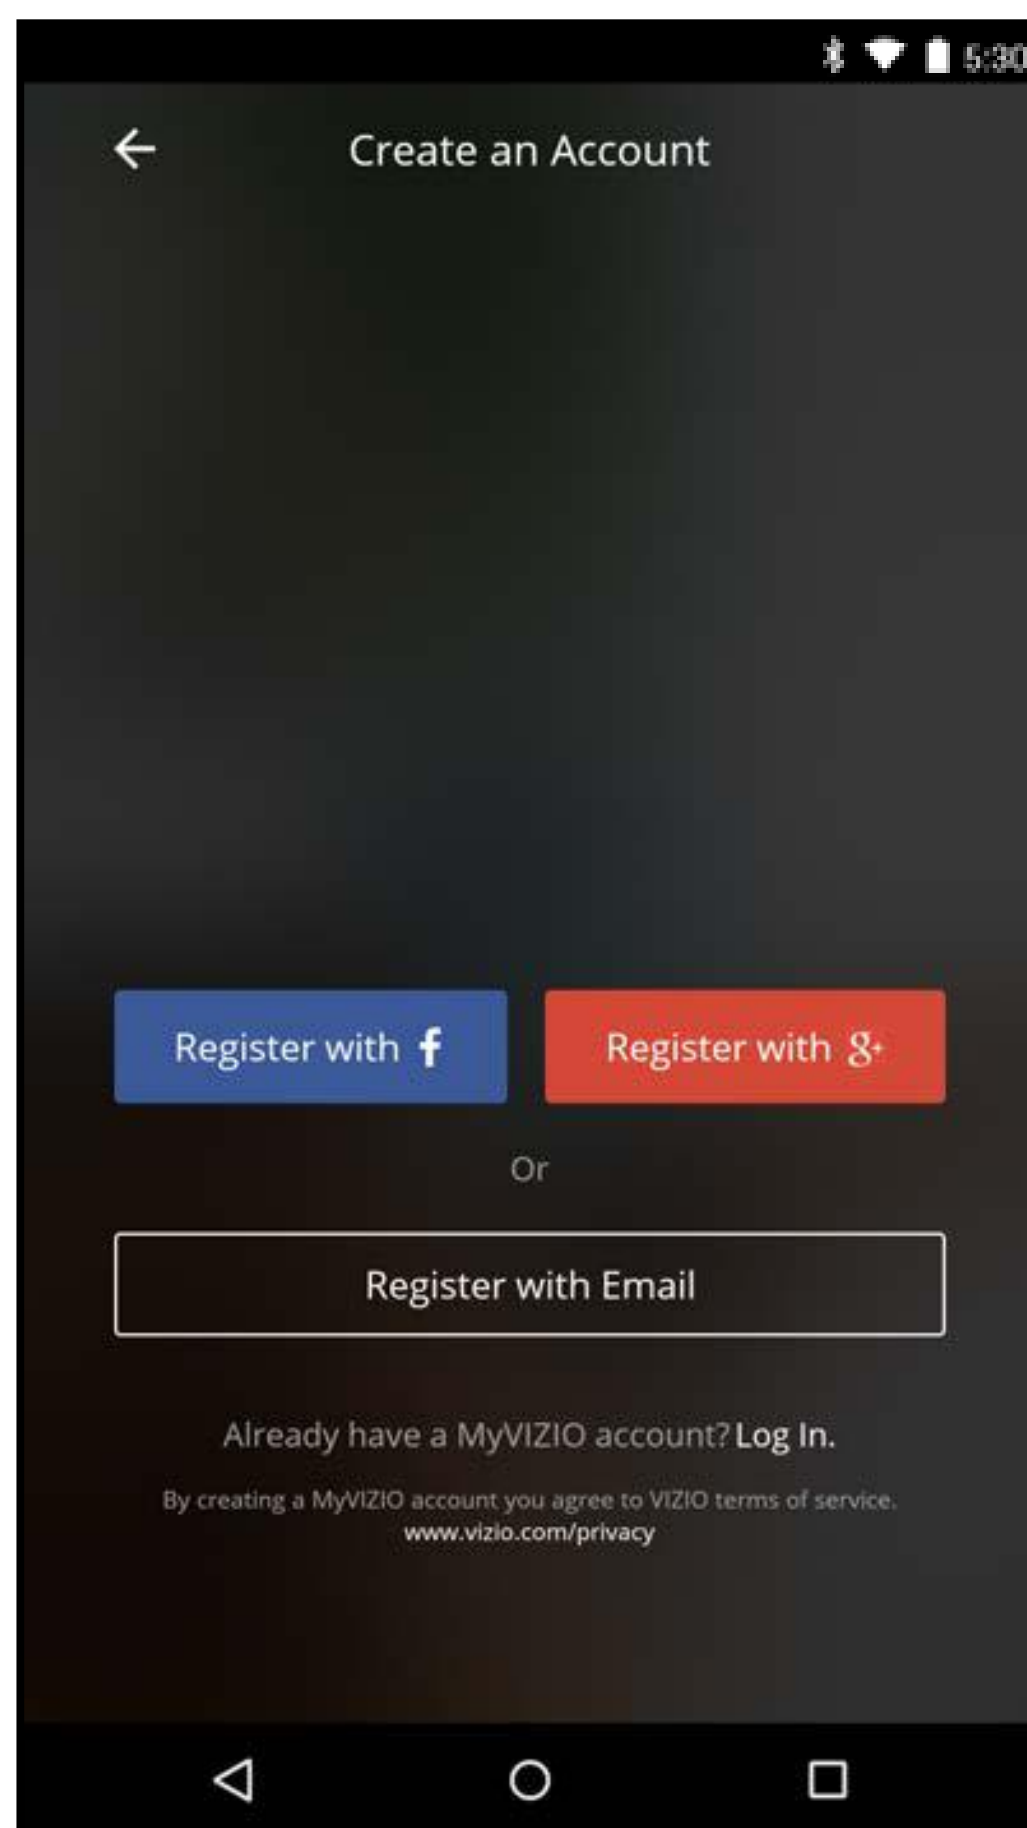 5:30
Create an Account
Register with f
Register with g+
Or
Register with Email
Already have a MyVIZIO account? Log In.
By creating a MyVIZIO account you agree to VIZIO terms of service.
www.vizio.com/privacy